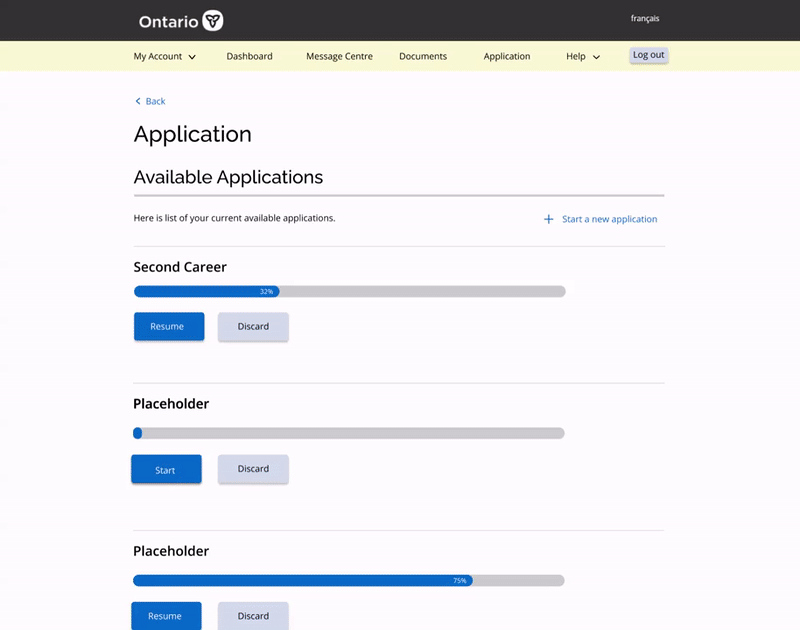 Ontario
français
My Account
Dashboard
Message Centre
Documents
Application
Help
Log out
Back
Application
Available Applications
Here is list of your current available applications.
Start a new application
Second Career
32%
Resume
Discard
Placeholder
Start
Discard
Placeholder
75%
Resume
Discard